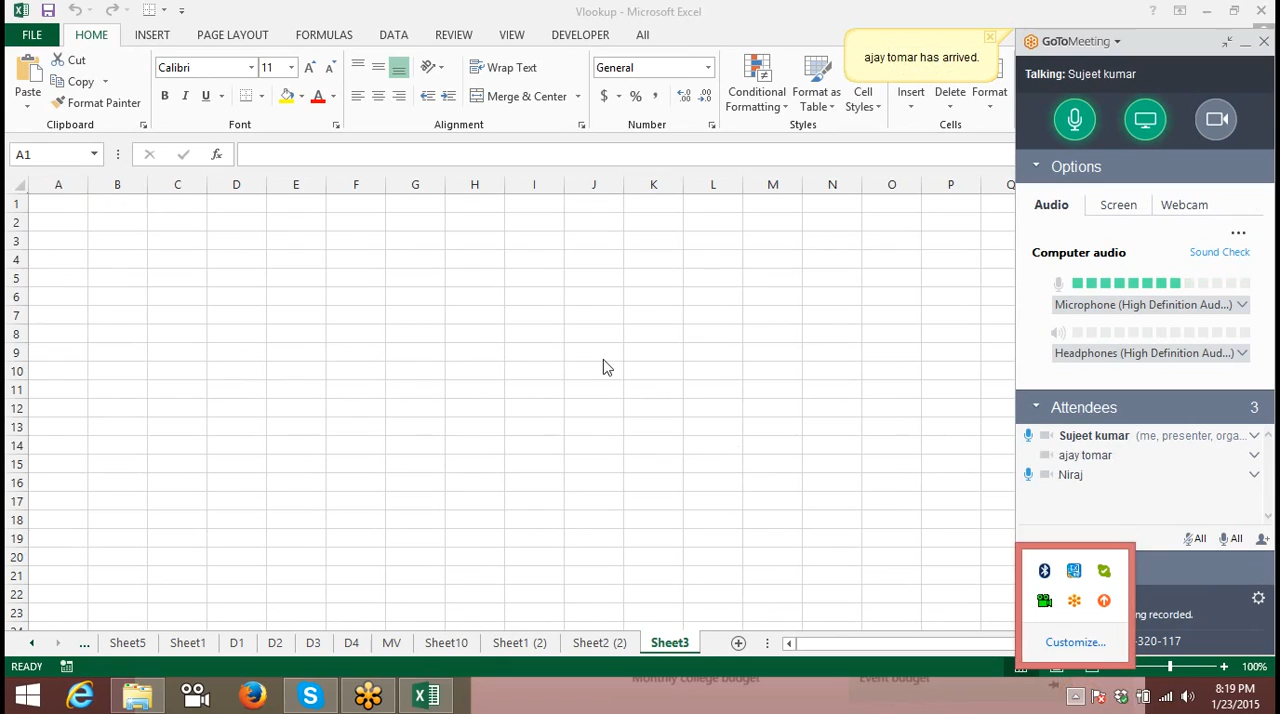 Vlookup - Microsoft Excel
FILE HOME INSERT PAGE LAYOUT FORMULAS DATA REVIEW VIEW DEVELOPER All
Paste
Cut
Copy
Format Painter
Clipboard
Calibri 11
B I U
A
Font
Wrap Text
Merge & Center
Alignment
General
$ % ,
Number
Conditional
Formatting
Format as
Table
Cell
Styles
Styles
Insert Delete Format
Cells
ajay tomar has arrived.
A1
fx
A B C D E F G H I J K L M N O P Q
1
2
3
4
5
6
7
8
9
10
11
12
13
14
15
16
17
18
19
20
21
22
23
... Sheet5 Sheet1 D1 D2 D3 D4 MV Sheet10 Sheet1 (2) Sheet2 (2) Sheet3
READY
100%
GoToMeeting
Talking: Sujeet kumar
Options
Audio Screen Webcam
Computer audio Sound Check
Microphone (High Definition Aud...)
Headphones (High Definition Aud...)
Attendees 3
Sujeet kumar (me, presenter, orga...
ajay tomar
Niraj
All All
ng recorded.
-320-117
Customize...
Monthly college budget
Event budget
8:19 PM
1/23/2015